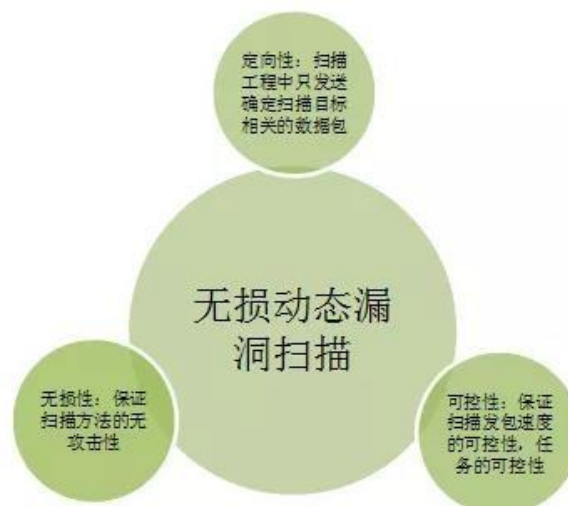 定向性：扫描
工程中只发送
确定扫描目标
相关的数据包
无损动态漏
洞扫描
无损性：保证
扫描方法的无
攻击性
可控性：保证
扫描发包速度
的可控性，任
务的可控性